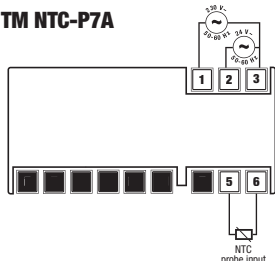 TM NTC-P7A
230 V~
50-60 Hz
24 V~
50-60 Hz
1 2 3
5 6
NTC
probe input